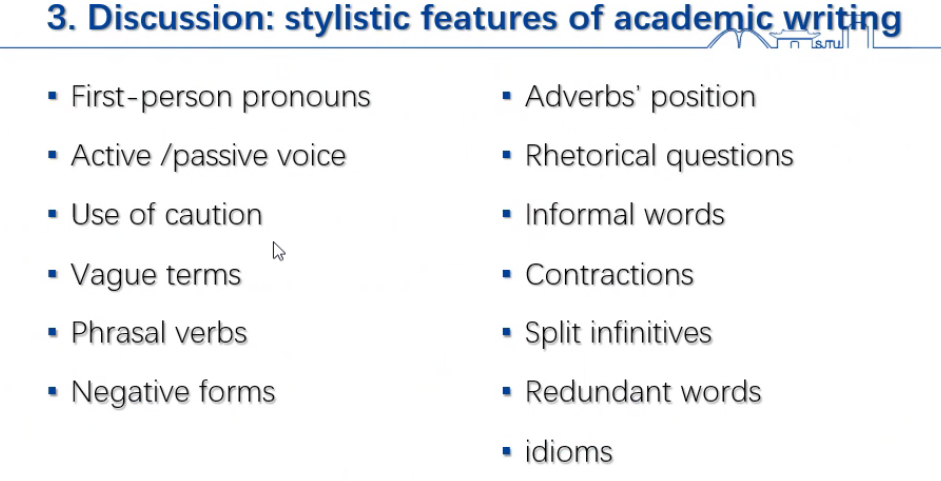 3. Discussion: stylistic features of academic writing
▪ First-person pronouns
▪ Active /passive voice
▪ Use of caution
▪ Vague terms
▪ Phrasal verbs
▪ Negative forms
▪ Adverbs' position
▪ Rhetorical questions
▪ Informal words
▪ Contractions
▪ Split infinitives
▪ Redundant words
▪ idioms